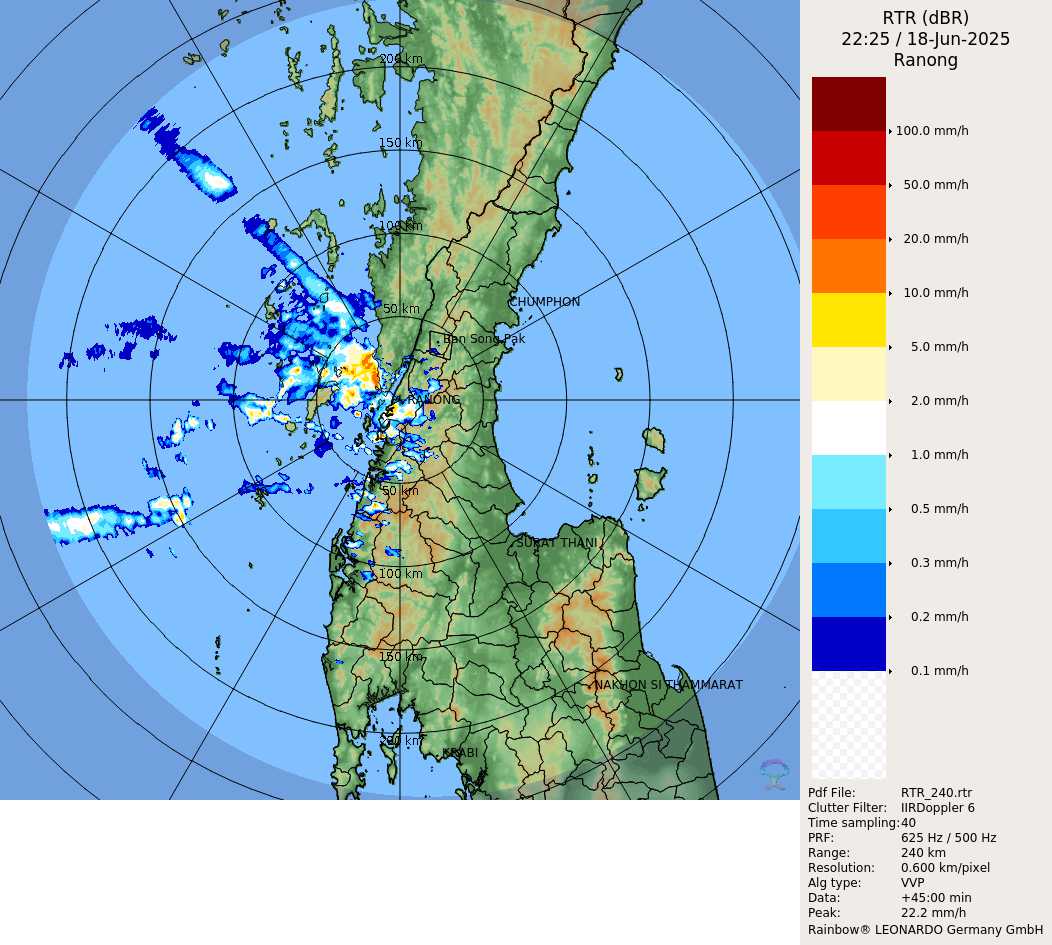 RTR (dBR)
22:25 / 18-Jun-2025
Ranong
200 km
150 km
100 km
50 km
CHUMPHON
Ban Song Pak
RANONG
50 km
SURAT THANI
100 km
150 km
NAKHON SI THAMMARAT
200 km
KRABI
100.0 mm/h
50.0 mm/h
20.0 mm/h
10.0 mm/h
5.0 mm/h
2.0 mm/h
1.0 mm/h
0.5 mm/h
0.3 mm/h
0.2 mm/h
0.1 mm/h
Pdf File: RTR_240.rtr
Clutter Filter: IIRDoppler 6
Time sampling:40
PRF: 625 Hz / 500 Hz
Range: 240 km
Resolution: 0.600 km/pixel
Alg type: VVP
Data: +45:00 min
Peak: 22.2 mm/h
Rainbow® LEONARDO Germany GmbH